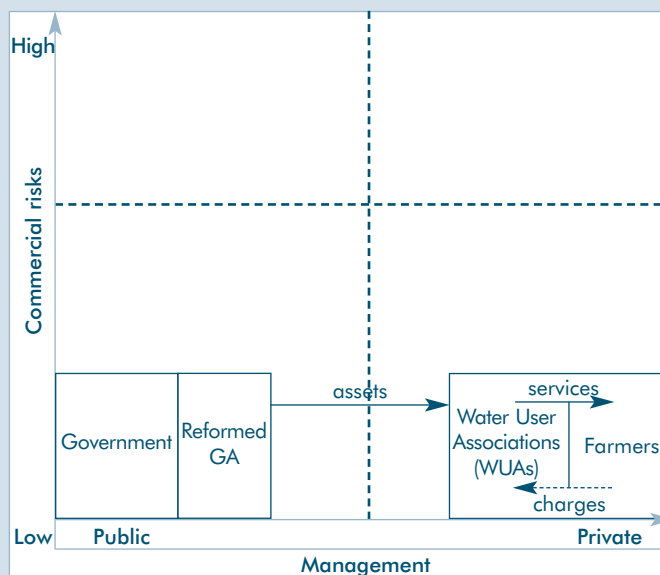 High
Commercial risks
assets
services
Government
Reformed
GA
Water User
Associations
(WUAs)
Farmers
charges
Low
Public
Private
Management